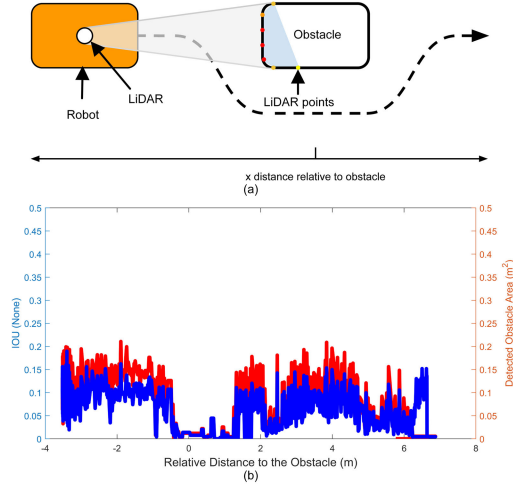 Obstacle
LiDAR
LiDAR points
Robot
x distance relative to obstacle
(a)
0.5
0.45
0.4
0.35
0.3
0.25
0.2
0.15
0.1
0.05
0
IOU (None)
0.5
0.45
0.4
0.35
0.3
0.25
0.2
0.15
0.1
0.05
0
Detected Obstacle Area (m²)
-4 -2 0 2 4 6 8
Relative Distance to the Obstacle (m)
(b)